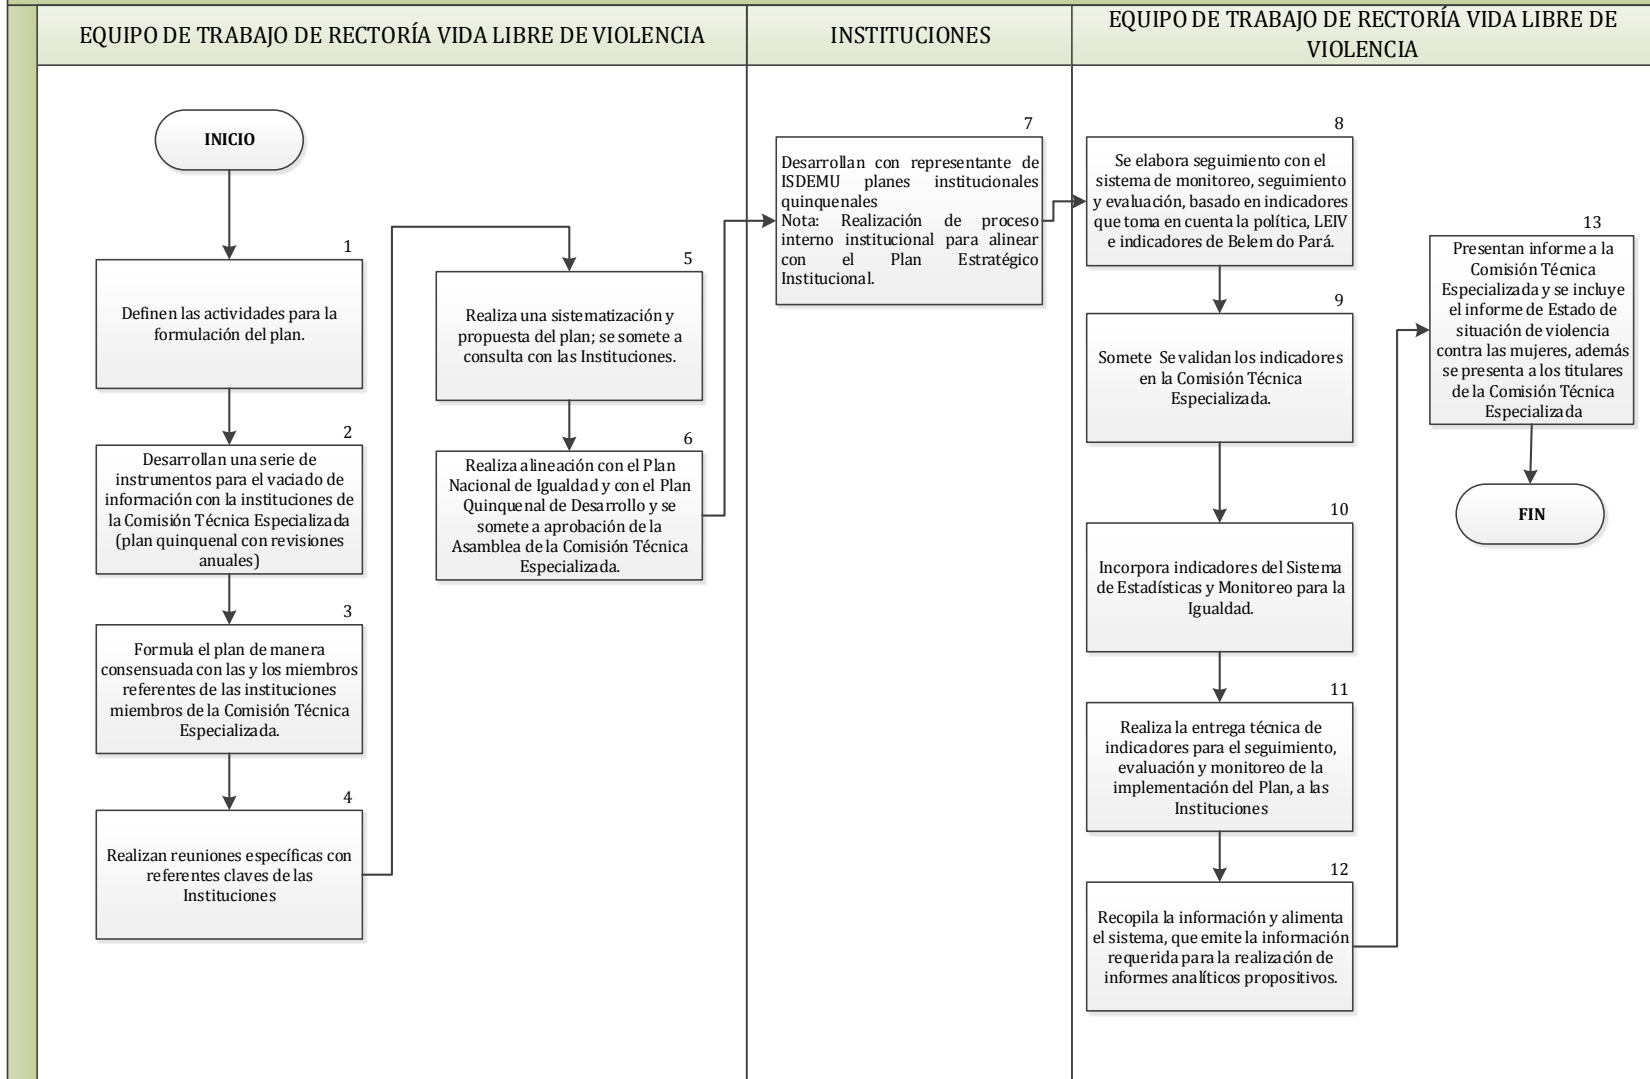 EQUIPO DE TRABAJO DE RECTORÍA VIDA LIBRE DE VIOLENCIA
INSTITUCIONES
EQUIPO DE TRABAJO DE RECTORÍA VIDA LIBRE DE
VIOLENCIA
INICIO
1
Definen las actividades para la
formulación del plan.
2
Desarrollan una serie de
instrumentos para el vaciado de
información con la instituciones de
la Comisión Técnica Especializada
(plan quinquenal con revisiones
anuales)
3
Formula el plan de manera
consensuada con las y los miembros
referentes de las instituciones
miembros de la Comisión Técnica
Especializada.
4
Realizan reuniones específicas con
referentes claves de las
Instituciones
5
Realiza una sistematización y
propuesta del plan; se somete a
consulta con las Instituciones.
6
Realiza alineación con el Plan
Nacional de Igualdad y con el Plan
Quinquenal de Desarrollo y se
somete a aprobación de la
Asamblea de la Comisión Técnica
Especializada.
7
Desarrollan con representante de
ISDEMU planes institucionales
quinquenales
Nota: Realización de proceso
interno institucional para alinear
con el Plan Estratégico
Institucional.
8
Se elabora seguimiento con el
sistema de monitoreo, seguimiento
y evaluación, basado en indicadores
que toma en cuenta la política, LEIV
e indicadores de Belem do Pará.
9
Somete Se validan los indicadores
en la Comisión Técnica
Especializada.
10
Incorpora indicadores del Sistema
de Estadísticas y Monitoreo para la
Igualdad.
11
Realiza la entrega técnica de
indicadores para el seguimiento,
evaluación y monitoreo de la
implementación del Plan, a las
Instituciones
12
Recopila la información y alimenta
el sistema, que emite la información
requerida para la realización de
informes analíticos propositivos.
13
Presentan informe a la
Comisión Técnica
Especializada y se incluye
el informe de Estado de
situación de violencia
contra las mujeres, además
se presenta a los titulares
de la Comisión Técnica
Especializada
FIN